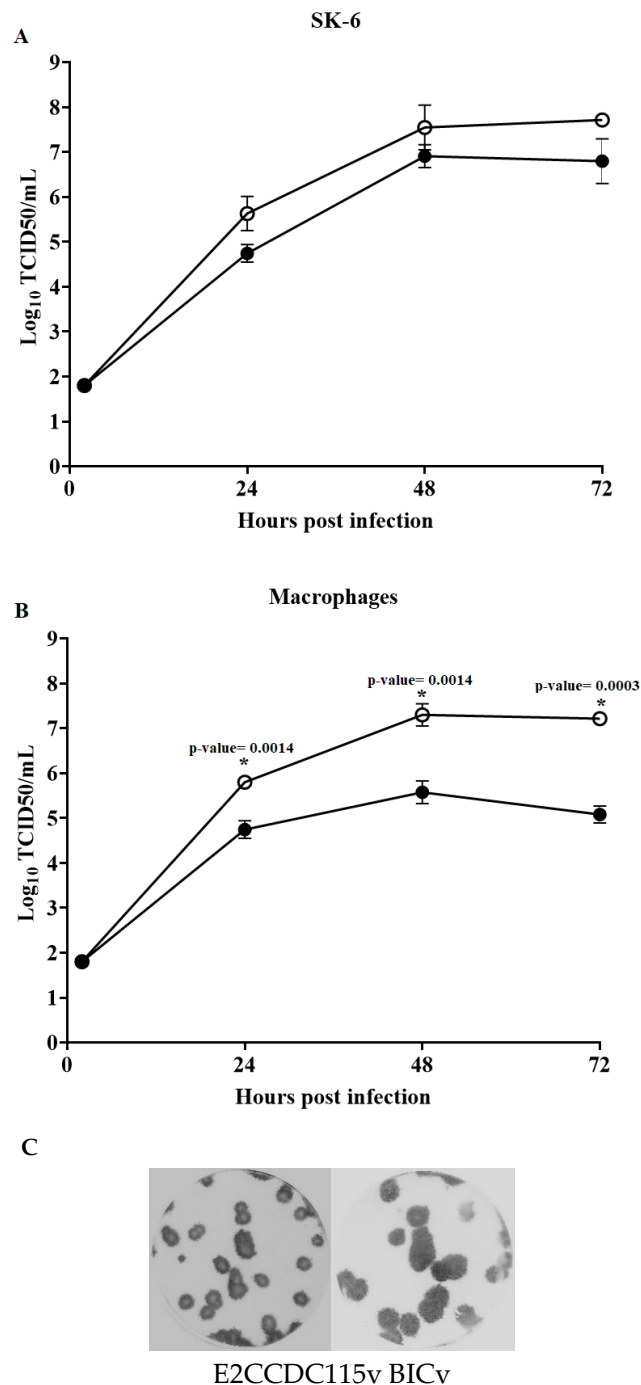 SK-6
A
9
8
7
6
5
4
3
2
1
0
Log10 TCID50/mL
0 24 48 72
Hours post infection
Macrophages
B
9
8
7
6
5
4
3
2
1
0
Log10 TCID50/mL
p-value= 0.0014
*
p-value= 0.0014
*
p-value= 0.0003
*
0 24 48 72
Hours post infection
C
E2CCDC115v BICv